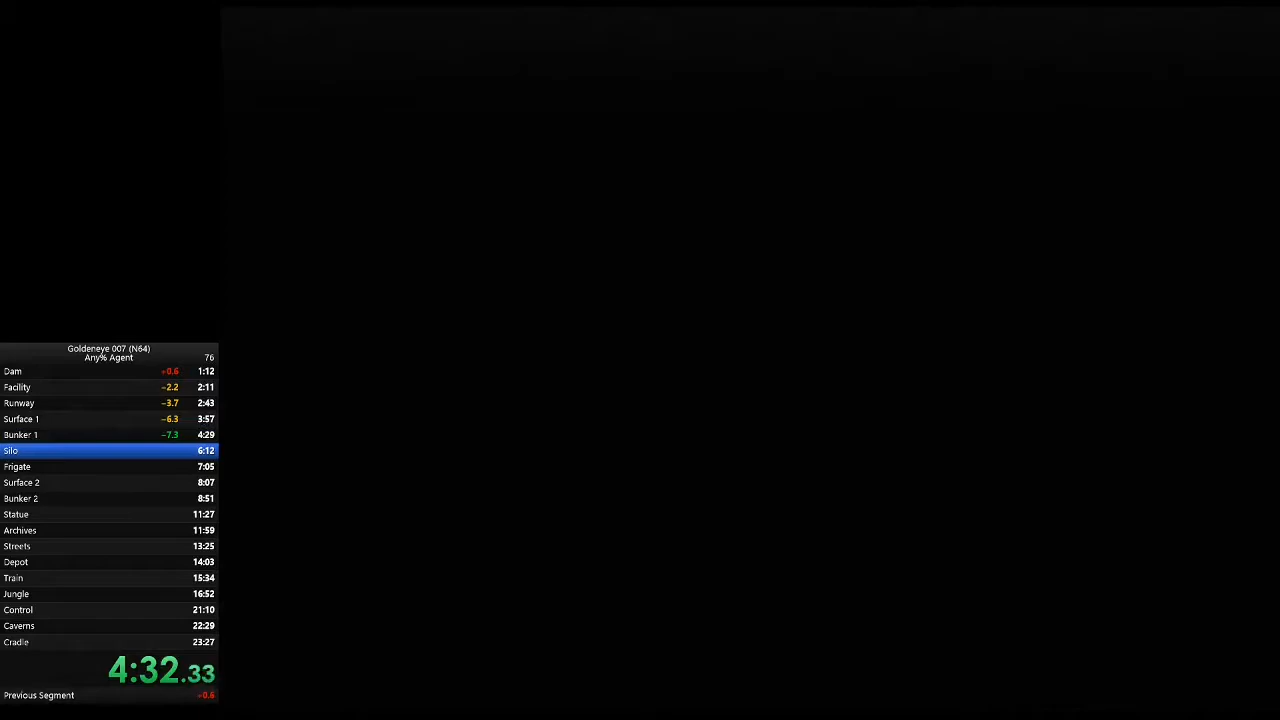 Goldeneye 007 (N64)
Any% Agent 76
Dam +0.6 1:12
Facility −2.2 2:11
Runway −3.7 2:43
Surface 1 −6.3 3:57
Bunker 1 −7.3 4:29
Silo 6:12
Frigate 7:05
Surface 2 8:07
Bunker 2 8:51
Statue 11:27
Archives 11:59
Streets 13:25
Depot 14:03
Train 15:34
Jungle 16:52
Control 21:10
Caverns 22:29
Cradle 23:27
4:32.33
Previous Segment +0.6